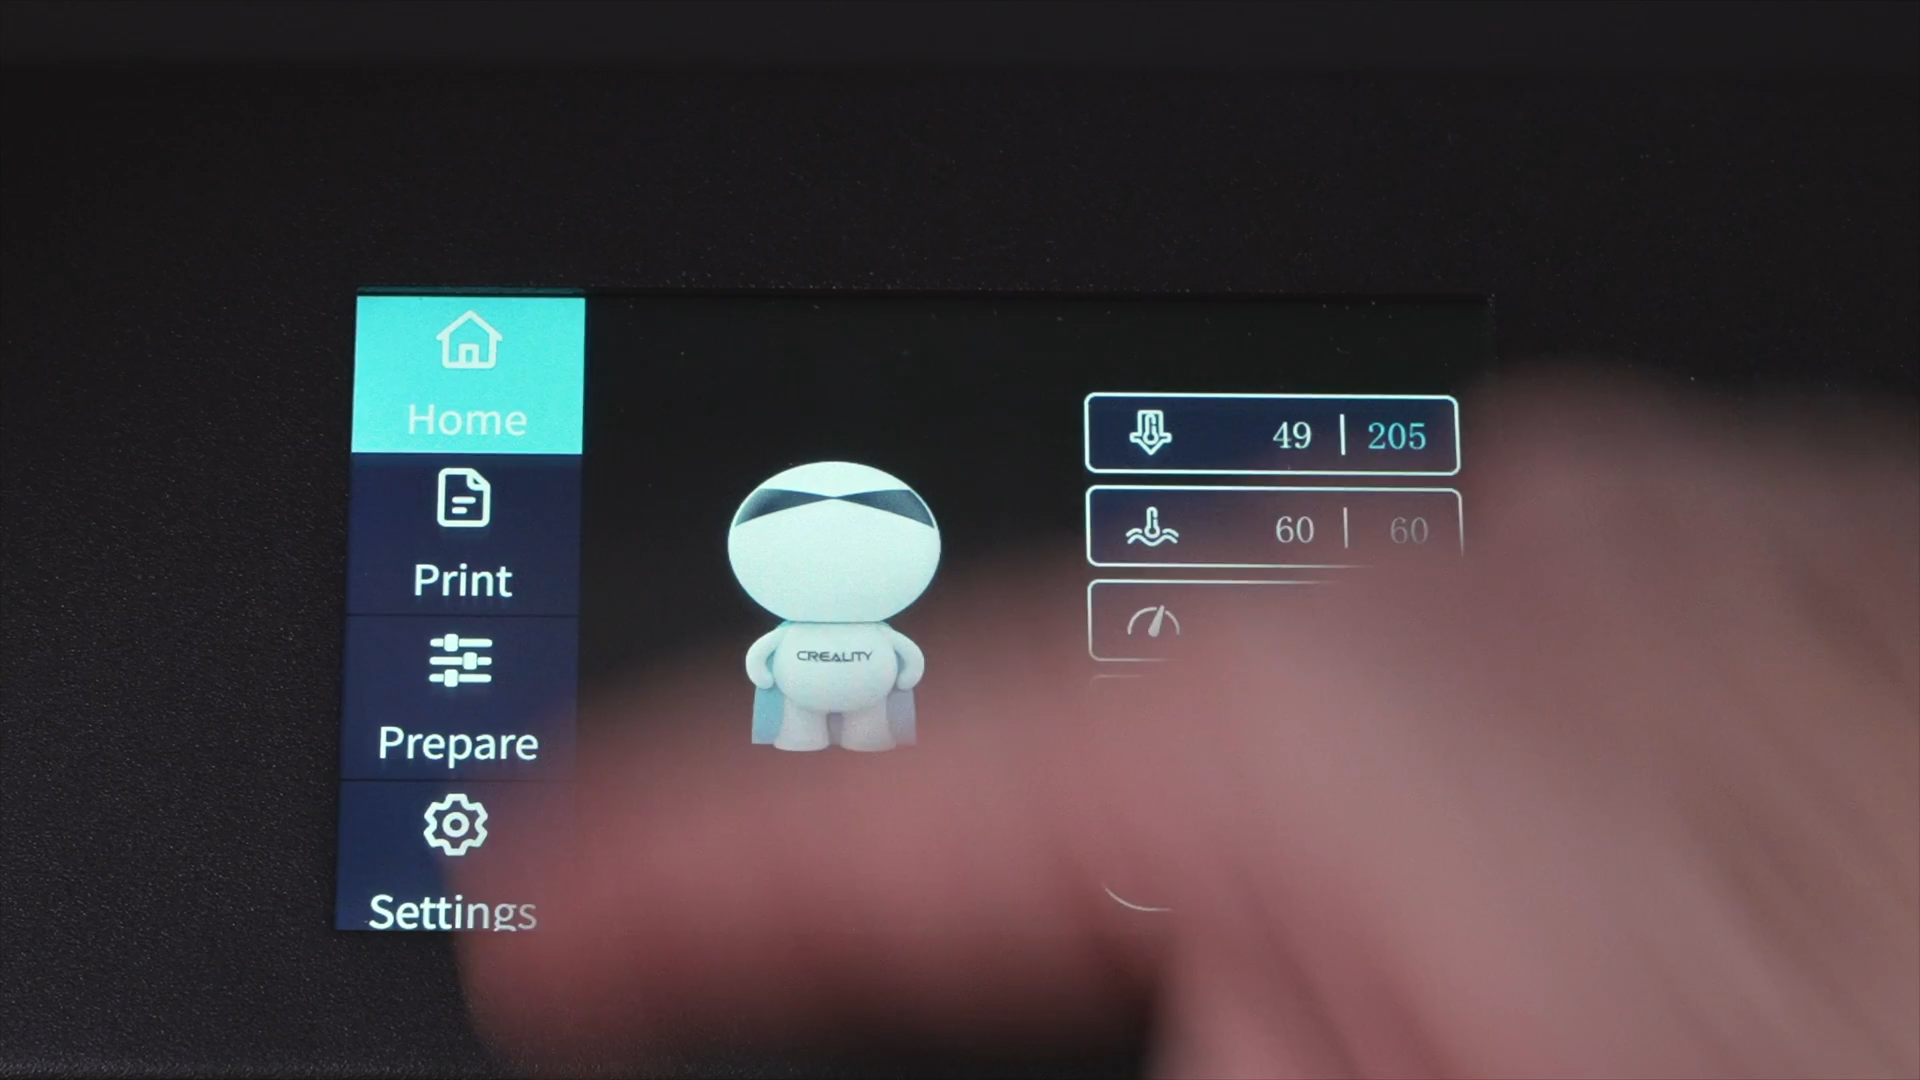 Home
Print
Prepare
Settings
CREALITY
49 | 205
60 | 60